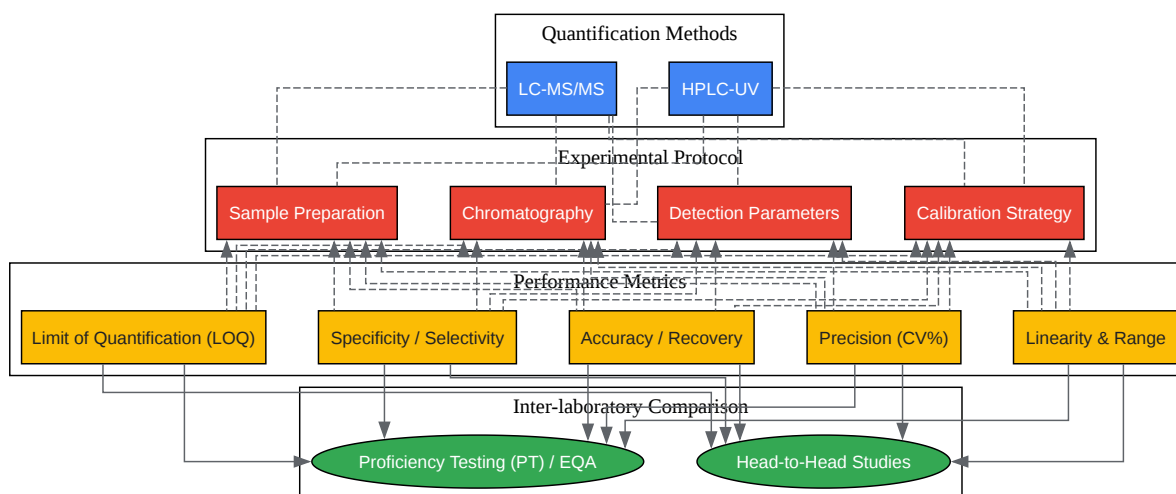 Quantification Methods
LC-MS/MS
HPLC-UV
Experimental Protocol
Sample Preparation
Chromatography
Detection Parameters
Calibration Strategy
Performance Metrics
Limit of Quantification (LOQ)
Specificity / Selectivity
Accuracy / Recovery
Precision (CV%)
Linearity & Range
Inter-laboratory Comparison
Proficiency Testing (PT) / EQA
Head-to-Head Studies